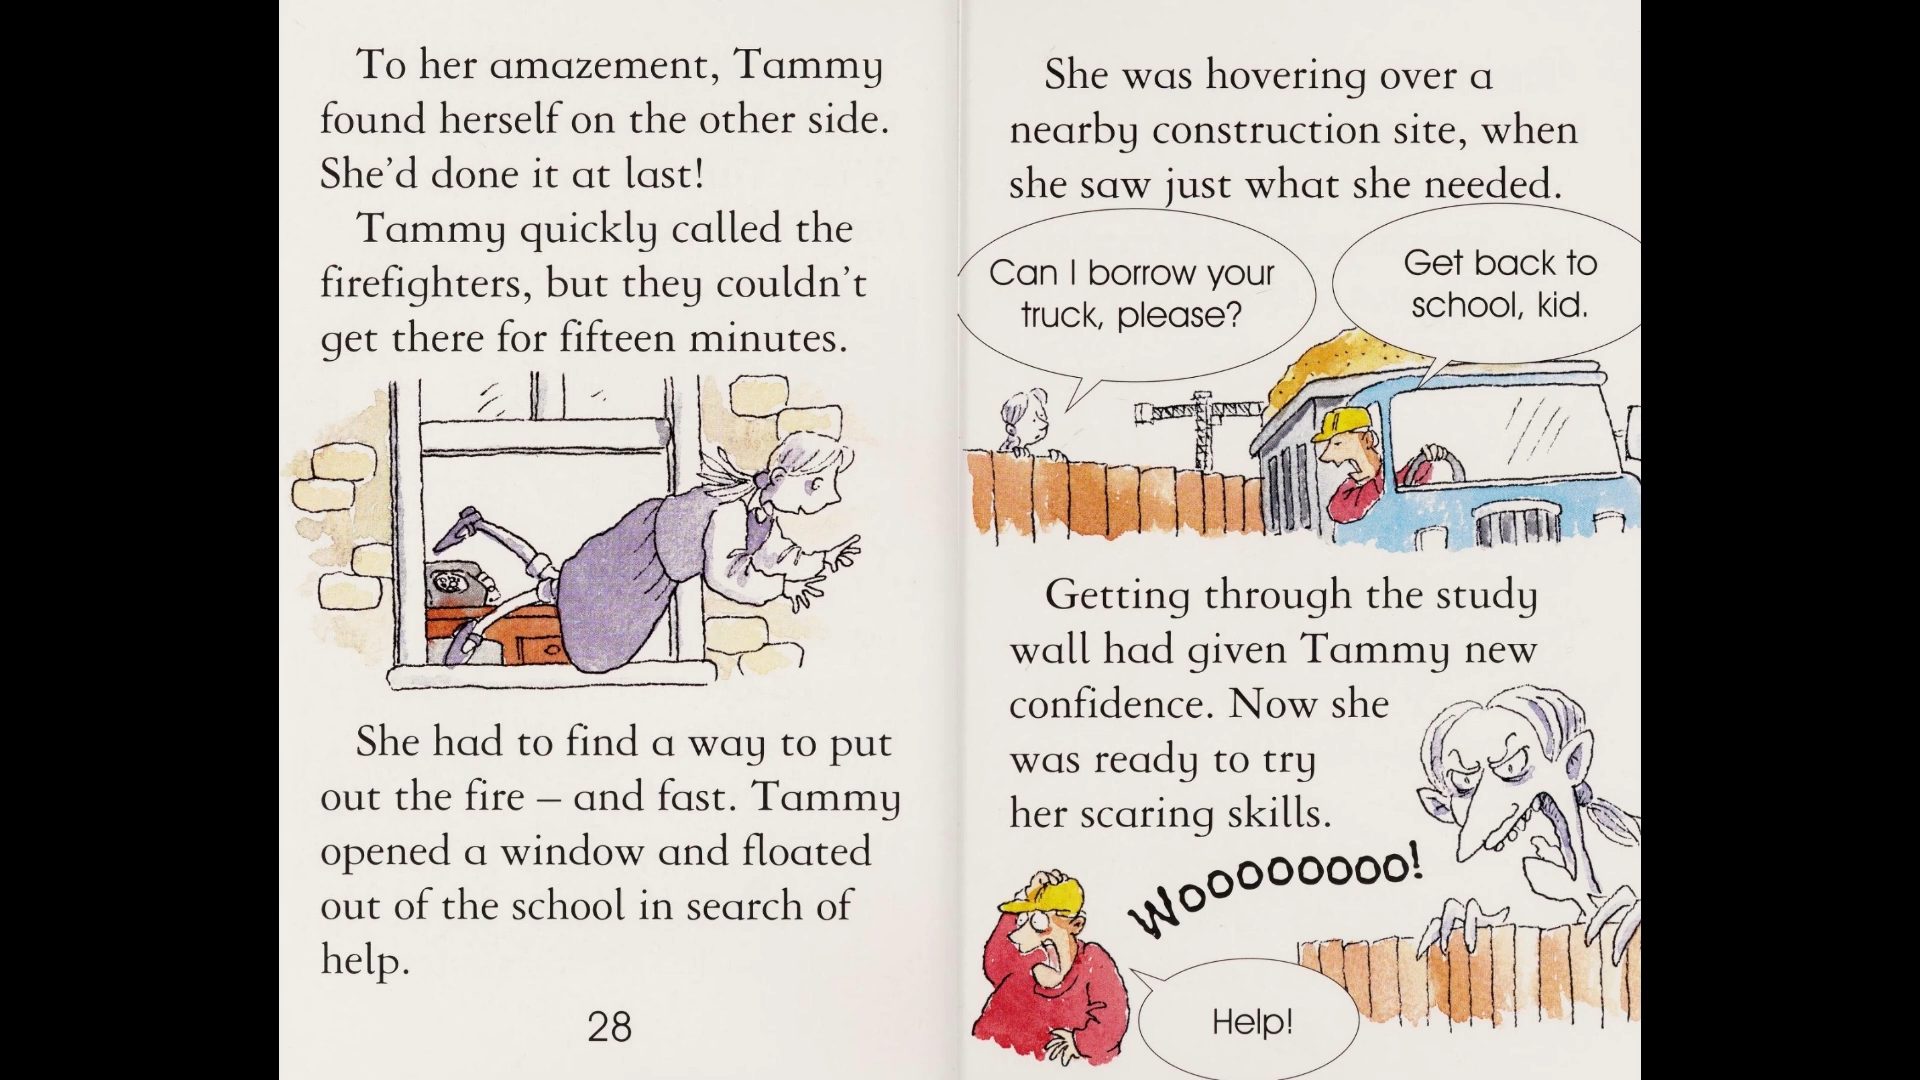 To her amazement, Tammy
found herself on the other side.
She’d done it at last!
Tammy quickly called the
firefighters, but they couldn’t
get there for fifteen minutes.
She had to find a way to put
out the fire – and fast. Tammy
opened a window and floated
out of the school in search of
help.
28
She was hovering over a
nearby construction site, when
she saw just what she needed.
Can I borrow your
truck, please?
Get back to
school, kid.
Getting through the study
wall had given Tammy new
confidence. Now she
was ready to try
her scaring skills.
Woooooooo!
Help!